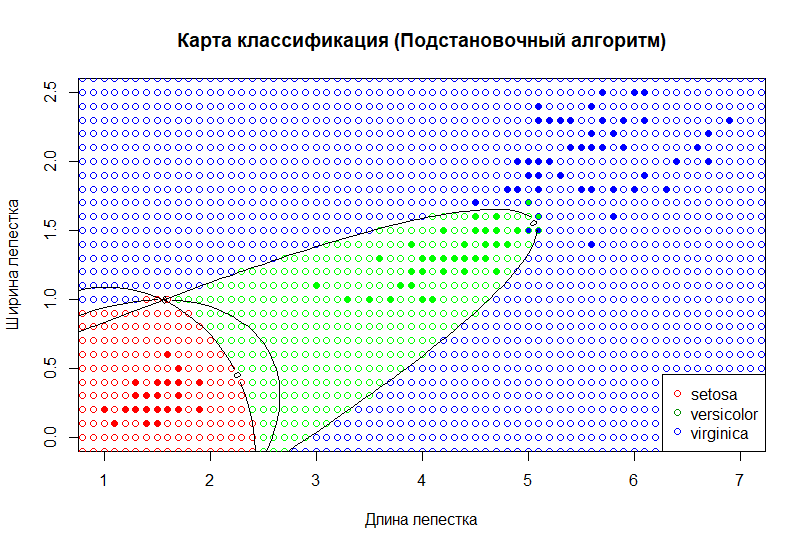 Карта классификация (Подстановочный алгоритм)
Ширина лепестка
2.5
2.0
1.5
1.0
0.5
0.0
1 2 3 4 5 6 7
Длина лепестка
setosa
versicolor
virginica